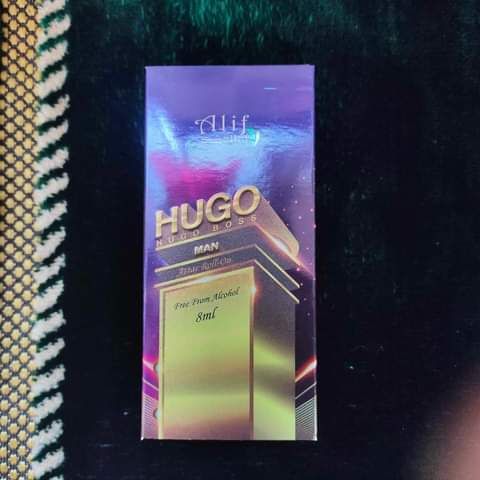 Alif
HUGO
HUGO BOSS
MAN
Attar Roll-On
Free From Alcohol
8ml